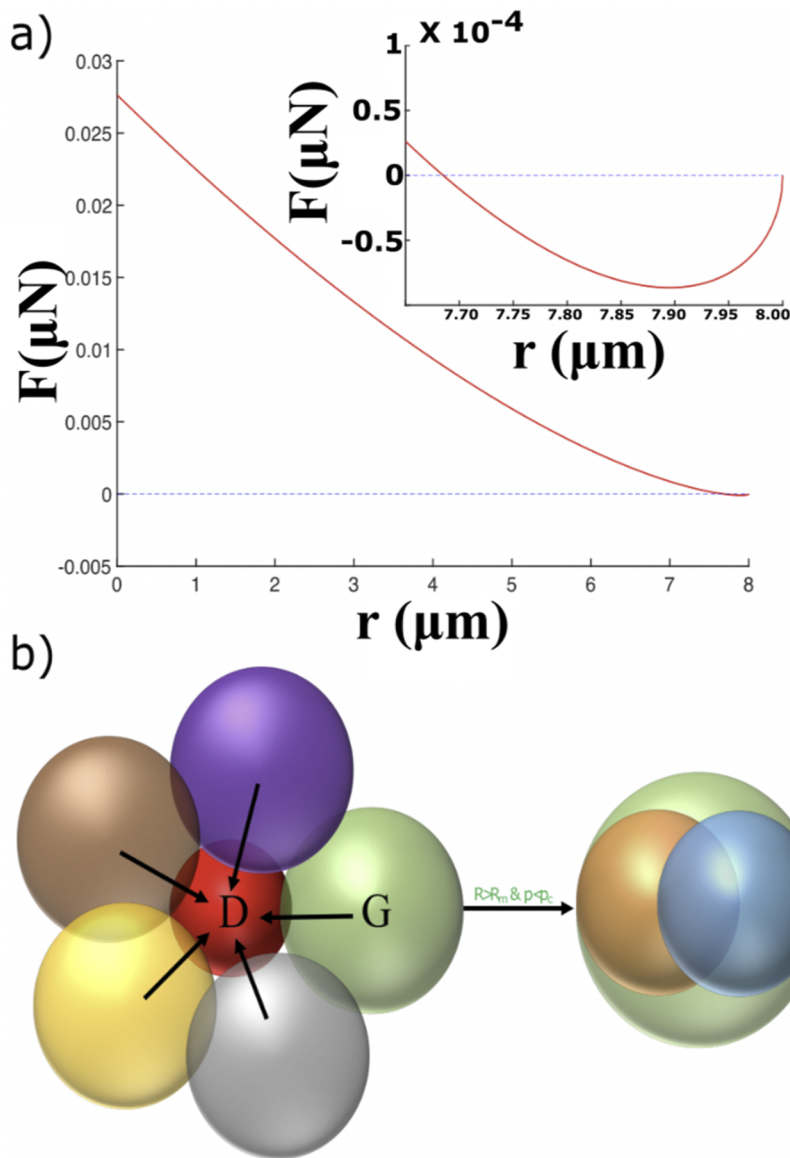 a)
F(μN)
0.03
0.025
0.02
0.015
0.01
0.005
0
-0.005
0 1 2 3 4 5 6 7 8
r (μm)
X 10⁻⁴
F(μN)
1
0.5
0
-0.5
7.70 7.75 7.80 7.85 7.90 7.95 8.00
r (μm)
b)
D
G
R>Rₘ & p<p꜀